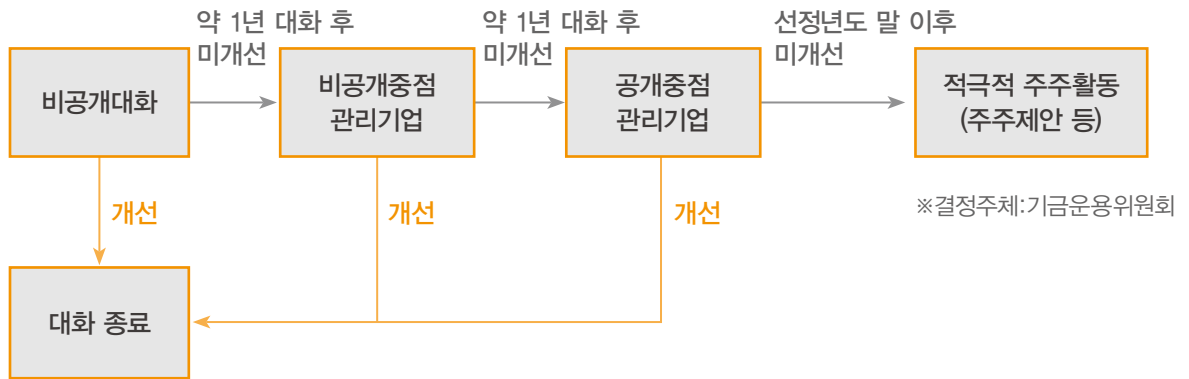 약 1년 대화 후
미개선
약 1년 대화 후
미개선
선정년도 말 이후
미개선
비공개대화
비공개중점
관리기업
공개중점
관리기업
적극적 주주활동
(주주제안 등)
개선
개선
개선
※결정주체:기금운용위원회
대화 종료